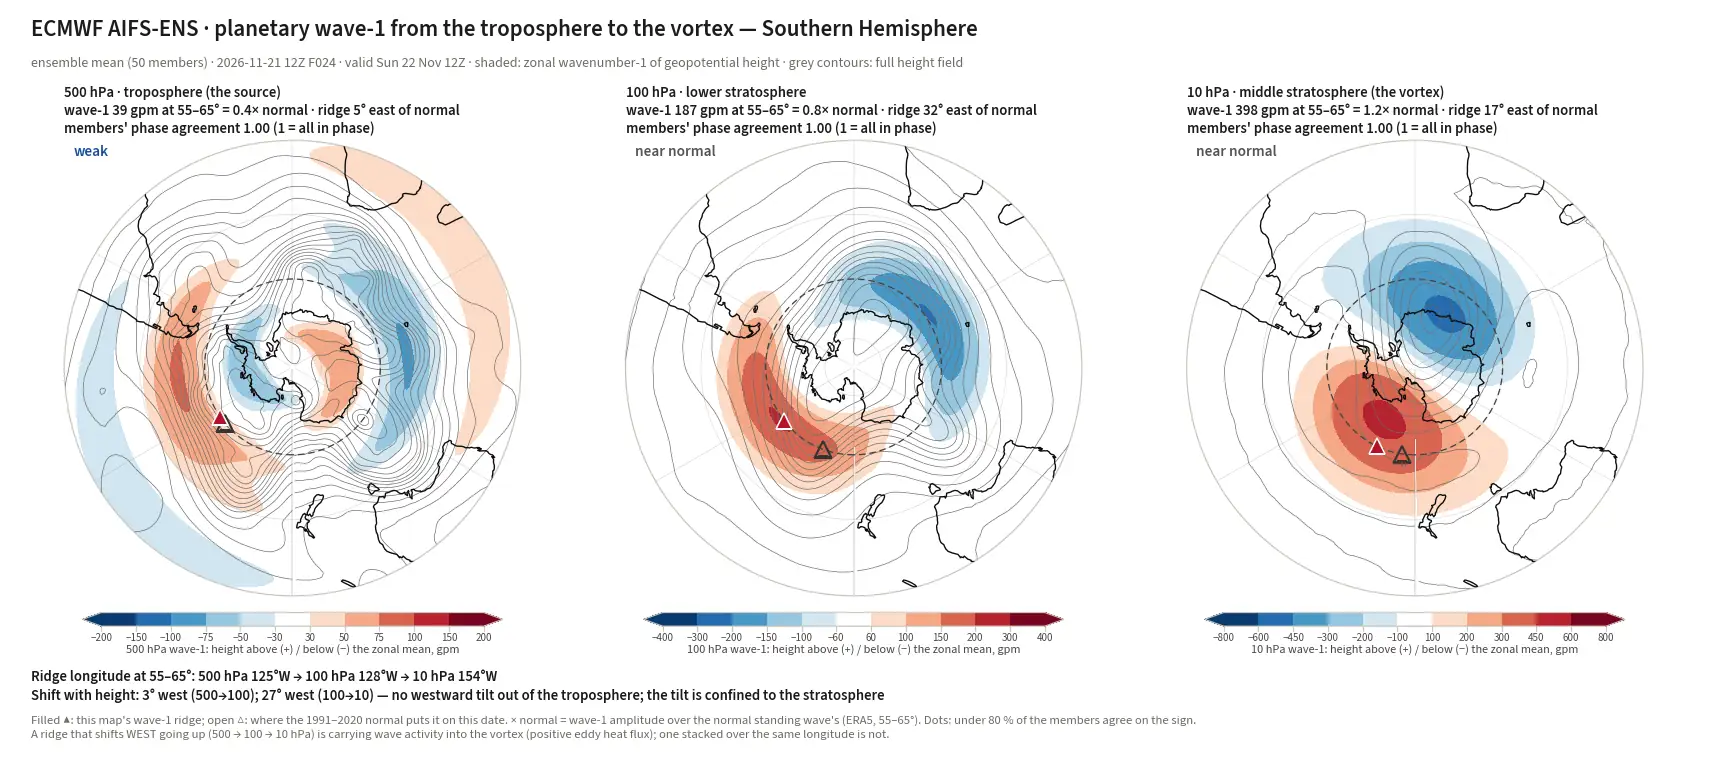 ECMWF AIFS-ENS · planetary wave-1 from the troposphere to the vortex — Southern Hemisphere
ensemble mean (50 members) · 2026-11-21 12Z F024 · valid Sun 22 Nov 12Z · shaded: zonal wavenumber-1 of geopotential height · grey contours: full height field
500 hPa · troposphere (the source)
wave-1 39 gpm at 55–65° = 0.4× normal · ridge 5° east of normal
members' phase agreement 1.00 (1 = all in phase)
weak
100 hPa · lower stratosphere
wave-1 187 gpm at 55–65° = 0.8× normal · ridge 32° east of normal
members' phase agreement 1.00 (1 = all in phase)
near normal
10 hPa · middle stratosphere (the vortex)
wave-1 398 gpm at 55–65° = 1.2× normal · ridge 17° east of normal
members' phase agreement 1.00 (1 = all in phase)
near normal
−200 −150 −100 −75 −50 −30 30 50 75 100 150 200
500 hPa wave-1: height above (+) / below (−) the zonal mean, gpm
−400 −300 −200 −150 −100 −60 60 100 150 200 300 400
100 hPa wave-1: height above (+) / below (−) the zonal mean, gpm
−800 −600 −450 −300 −200 −100 100 200 300 450 600 800
10 hPa wave-1: height above (+) / below (−) the zonal mean, gpm
Ridge longitude at 55–65°: 500 hPa 125°W → 100 hPa 128°W → 10 hPa 154°W
Shift with height: 3° west (500→100); 27° west (100→10) — no westward tilt out of the troposphere; the tilt is confined to the stratosphere
Filled ▲: this map's wave-1 ridge; open △: where the 1991–2020 normal puts it on this date. × normal = wave-1 amplitude over the normal standing wave's (ERA5, 55–65°). Dots: under 80 % of the members agree on the sign.
A ridge that shifts WEST going up (500 → 100 → 10 hPa) is carrying wave activity into the vortex (positive eddy heat flux); one stacked over the same longitude is not.